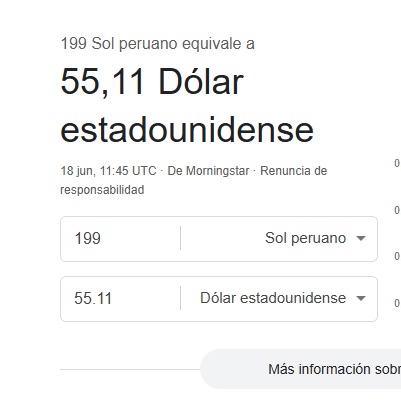 199 Sol peruano equivale a
55,11 Dólar
estadounidense
18 jun, 11:45 UTC · De Morningstar · Renuncia de
responsabilidad
199 Sol peruano
55.11 Dólar estadounidense
Más información sobr
0
0
0
0